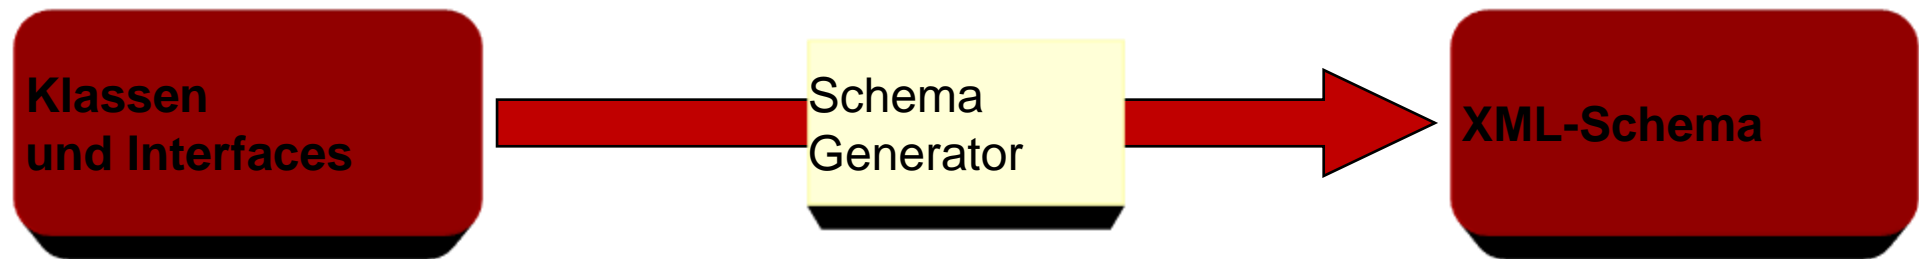 Klassen
und Interfaces
Schema
Generator
XML-Schema